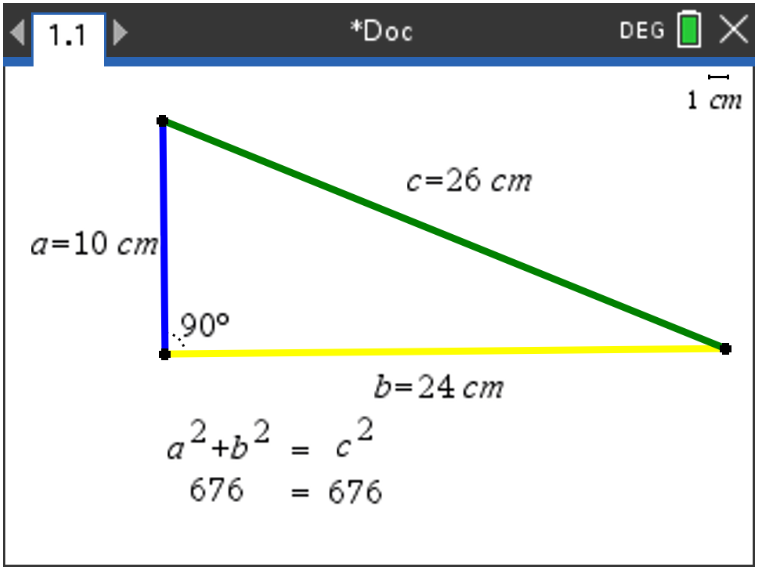 1.1 *Doc DEG
1 cm
c=26 cm
a=10 cm
90°
b=24 cm
a²+b² = c²
676 = 676